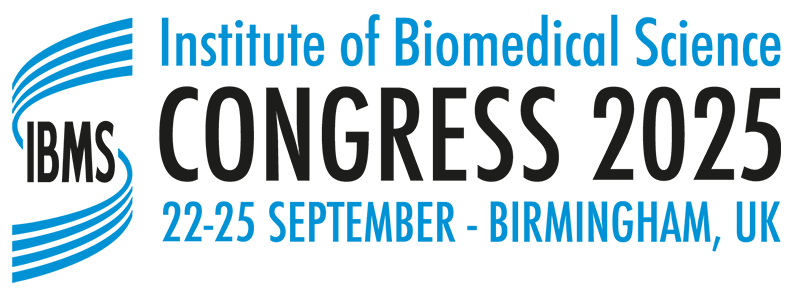 IBMS
Institute of Biomedical Science
CONGRESS 2025
22-25 SEPTEMBER - BIRMINGHAM, UK